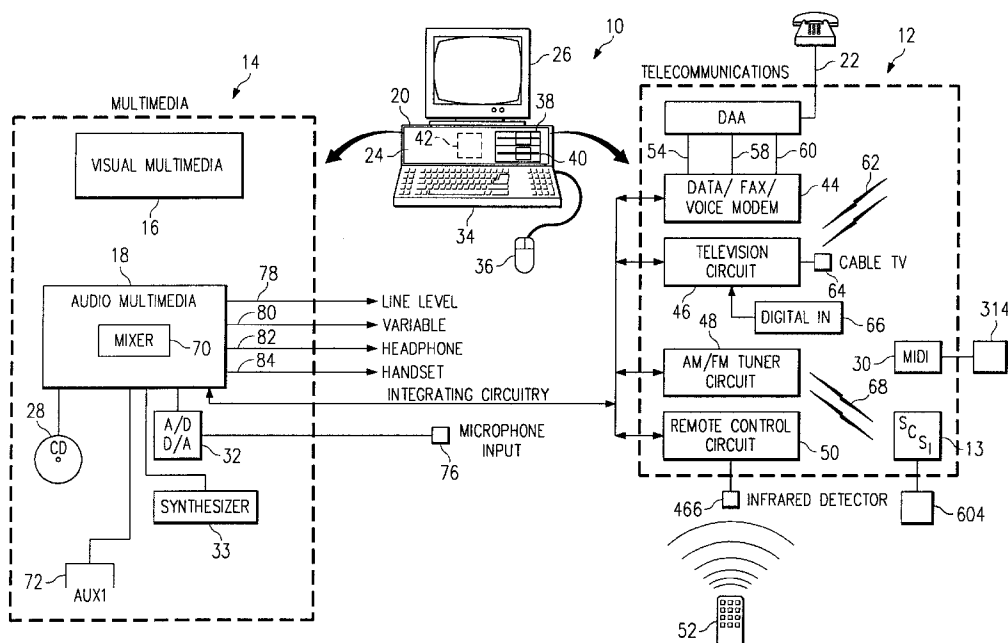 10
12
14
22
26
TELECOMMUNICATIONS
MULTIMEDIA
DAA
20
38
42
24
40
54
58
60
VISUAL MULTIMEDIA
16
DATA/ FAX/
VOICE MODEM
44
62
34
36
TELEVISION
CIRCUIT
46
CABLE TV
64
DIGITAL IN
66
18
AUDIO MULTIMEDIA
MIXER
70
78
LINE LEVEL
80
VARIABLE
82
HEADPHONE
84
HANDSET
INTEGRATING CIRCUITRY
48
AM/FM TUNER
CIRCUIT
30
MIDI
314
68
28
CD
A/D
D/A
32
MICROPHONE
INPUT
76
REMOTE CONTROL
CIRCUIT
50
SCSI
13
SYNTHESIZER
33
466
INFRARED DETECTOR
604
72
AUX1
52